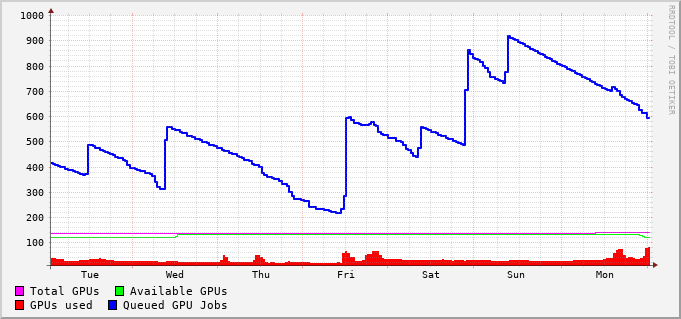 1000
900
800
700
600
500
400
300
200
100
Tue Wed Thu Fri Sat Sun Mon
Total GPUs Available GPUs
GPUs used Queued GPU Jobs
RRDTOOL / TOBI OETIKER